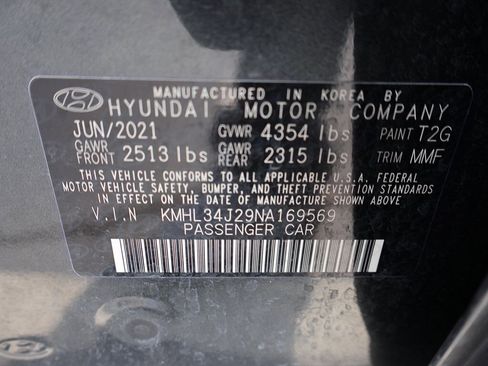 MANUFACTURED IN KOREA BY
HYUNDAI MOTOR COMPANY
JUN/2021 GVWR 4354 lbs PAINT T2G
GAWR FRONT 2513 lbs GAWR REAR 2315 lbs TRIM MMF
THIS VEHICLE CONFORMS TO ALL APPLICABLE U.S.A. FEDERAL
MOTOR VEHICLE SAFETY, BUMPER, AND THEFT PREVENTION STANDARDS
IN EFFECT ON THE DATE OF MANUFACTURE SHOWN ABOVE
V.I.N KMHL34J29NA169569
PASSENGER CAR